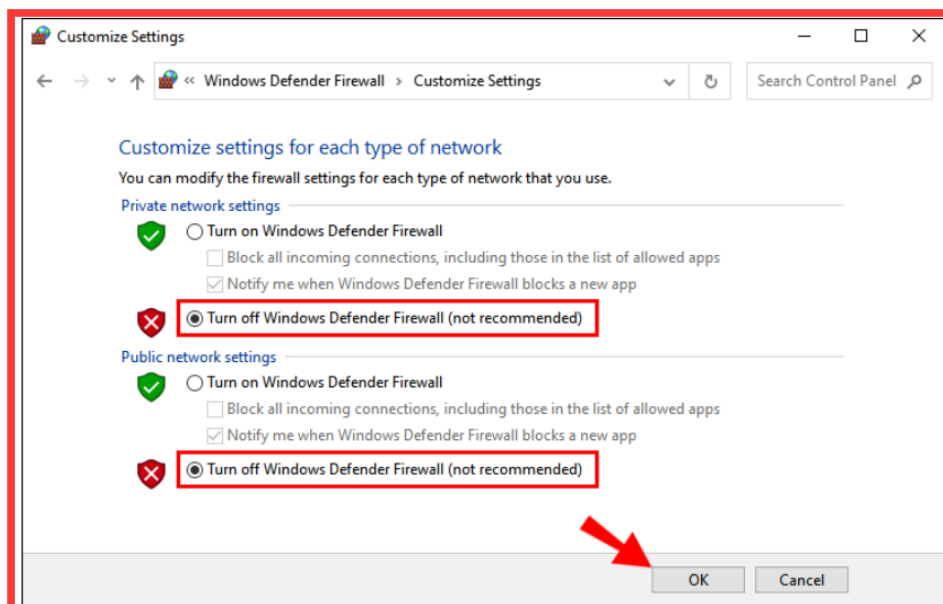 Customize Settings
« Windows Defender Firewall > Customize Settings
Search Control Panel
Customize settings for each type of network
You can modify the firewall settings for each type of network that you use.
Private network settings
Turn on Windows Defender Firewall
Block all incoming connections, including those in the list of allowed apps
Notify me when Windows Defender Firewall blocks a new app
Turn off Windows Defender Firewall (not recommended)
Public network settings
Turn on Windows Defender Firewall
Block all incoming connections, including those in the list of allowed apps
Notify me when Windows Defender Firewall blocks a new app
Turn off Windows Defender Firewall (not recommended)
OK Cancel